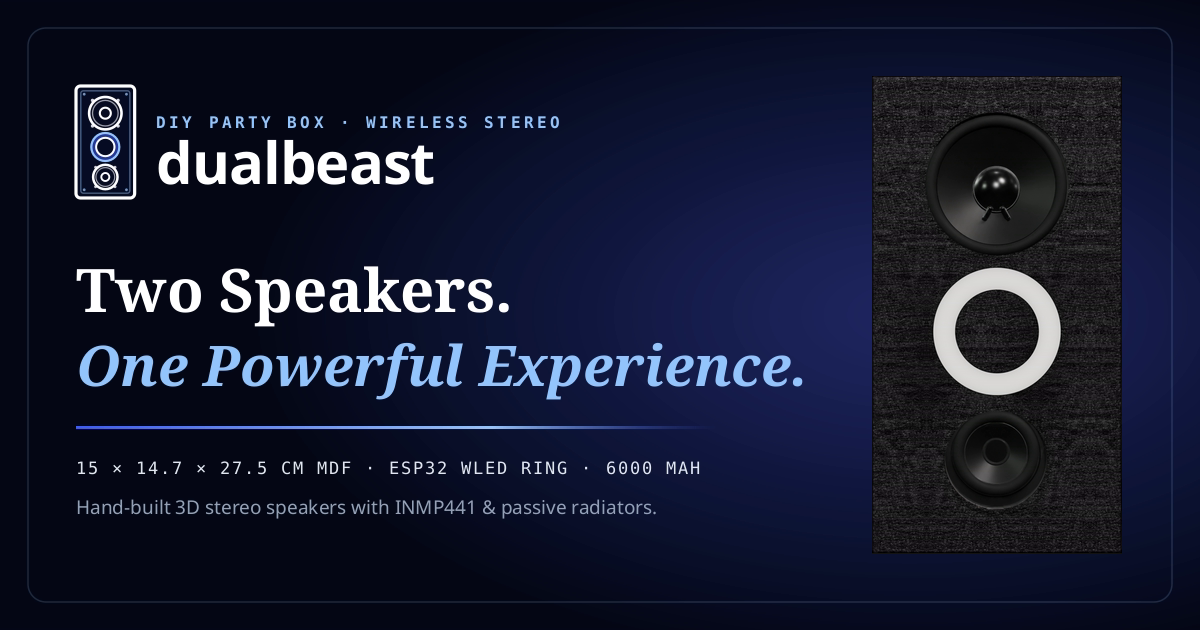 DIY PARTY BOX · WIRELESS STEREO
dualbeast
Two Speakers.
One Powerful Experience.
15 × 14.7 × 27.5 CM MDF · ESP32 WLED RING · 6000 MAH
Hand-built 3D stereo speakers with INMP441 & passive radiators.